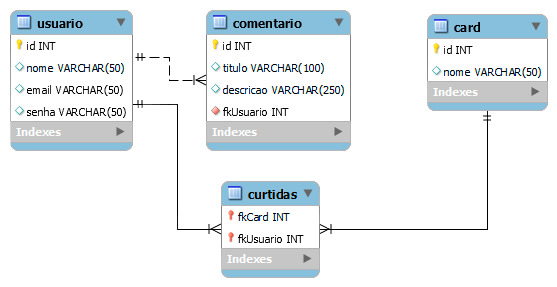 usuario
id INT
nome VARCHAR(50)
email VARCHAR(50)
senha VARCHAR(50)
Indexes
comentario
id INT
titulo VARCHAR(100)
descricao VARCHAR(250)
fkUsuario INT
Indexes
card
id INT
nome VARCHAR(50)
Indexes
curtidas
fkCard INT
fkUsuario INT
Indexes